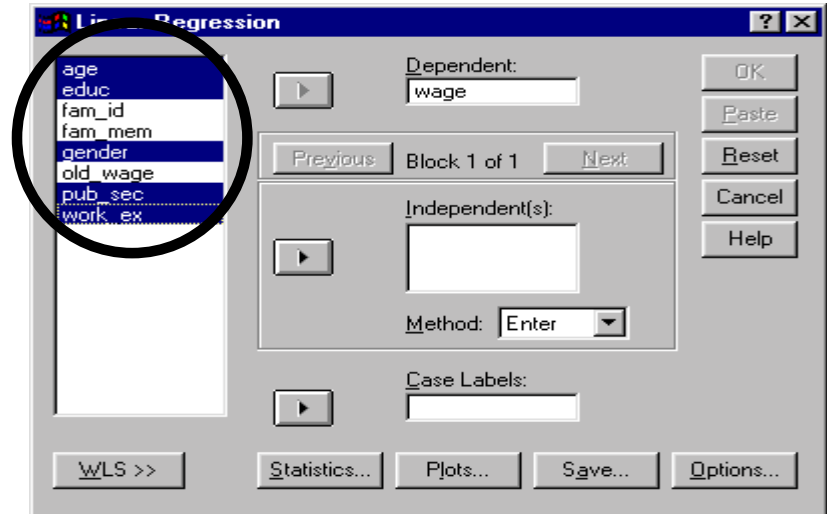 Linear Regression
age
educ
fam_id
fam_mem
gender
old_wage
pub_sec
work_ex
Dependent:
wage
Previous
Block 1 of 1
Next
Independent(s):
Method:
Enter
Case Labels:
OK
Paste
Reset
Cancel
Help
WLS >>
Statistics...
Plots...
Save...
Options...